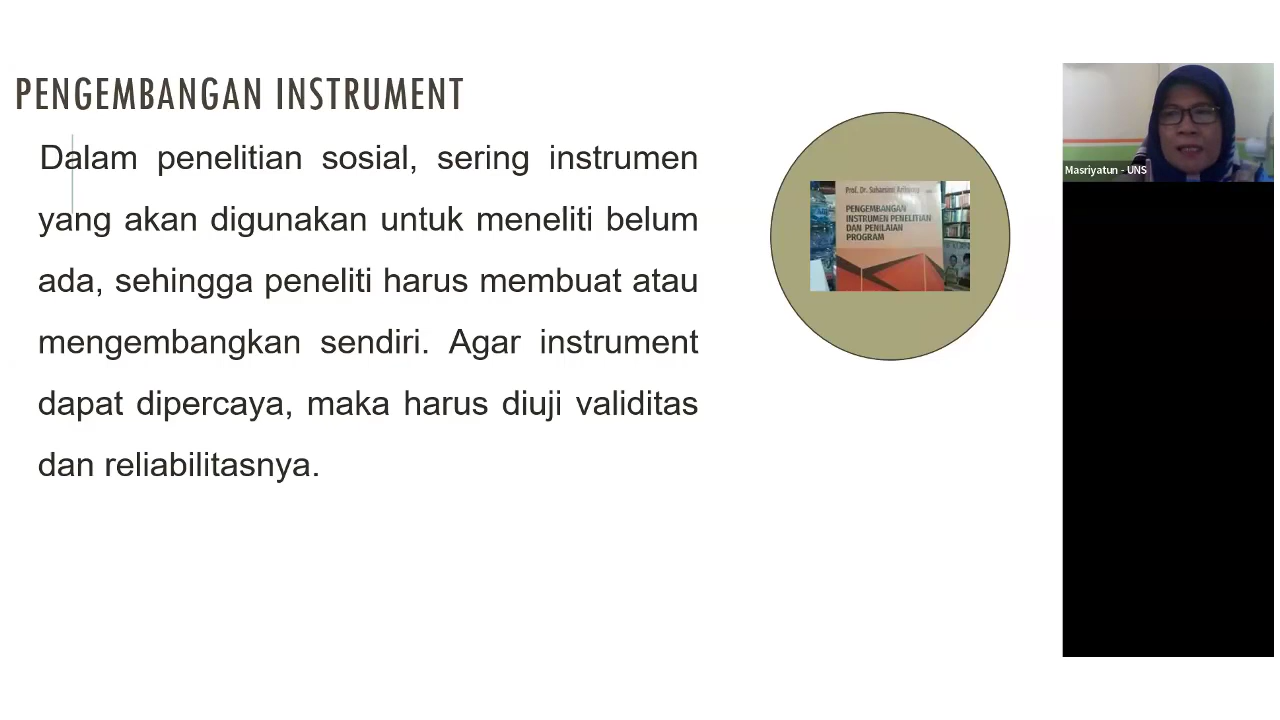 PENGEMBANGAN INSTRUMENT
Dalam penelitian sosial, sering instrumen
yang akan digunakan untuk meneliti belum
ada, sehingga peneliti harus membuat atau
mengembangkan sendiri. Agar instrument
dapat dipercaya, maka harus diuji validitas
dan reliabilitasnya.
Prof. Dr. Suharsimi Arikunto
PENGEMBANGAN
INSTRUMEN PENELITIAN
DAN PENILAIAN
PROGRAM
Masriyatun - UNS